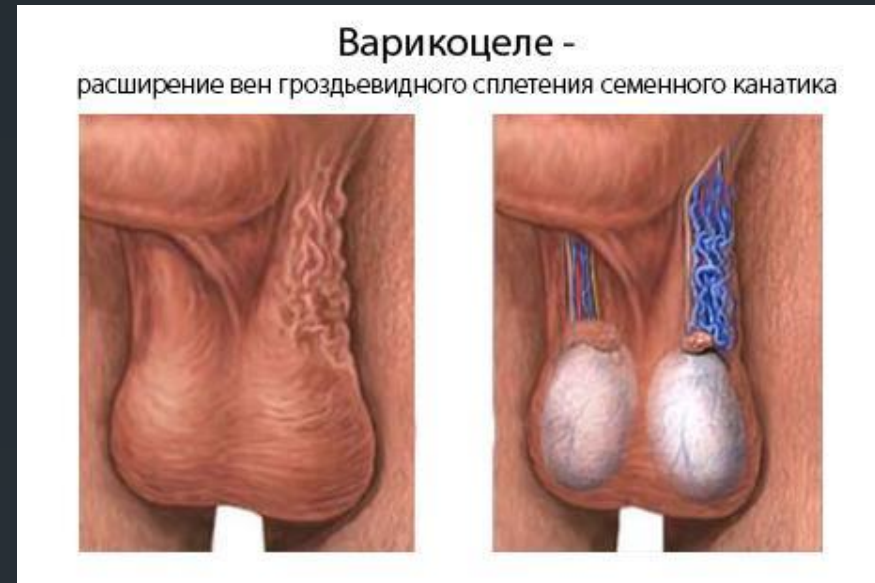 Варикоцеле -
расширение вен гроздьевидного сплетения семенного канатика